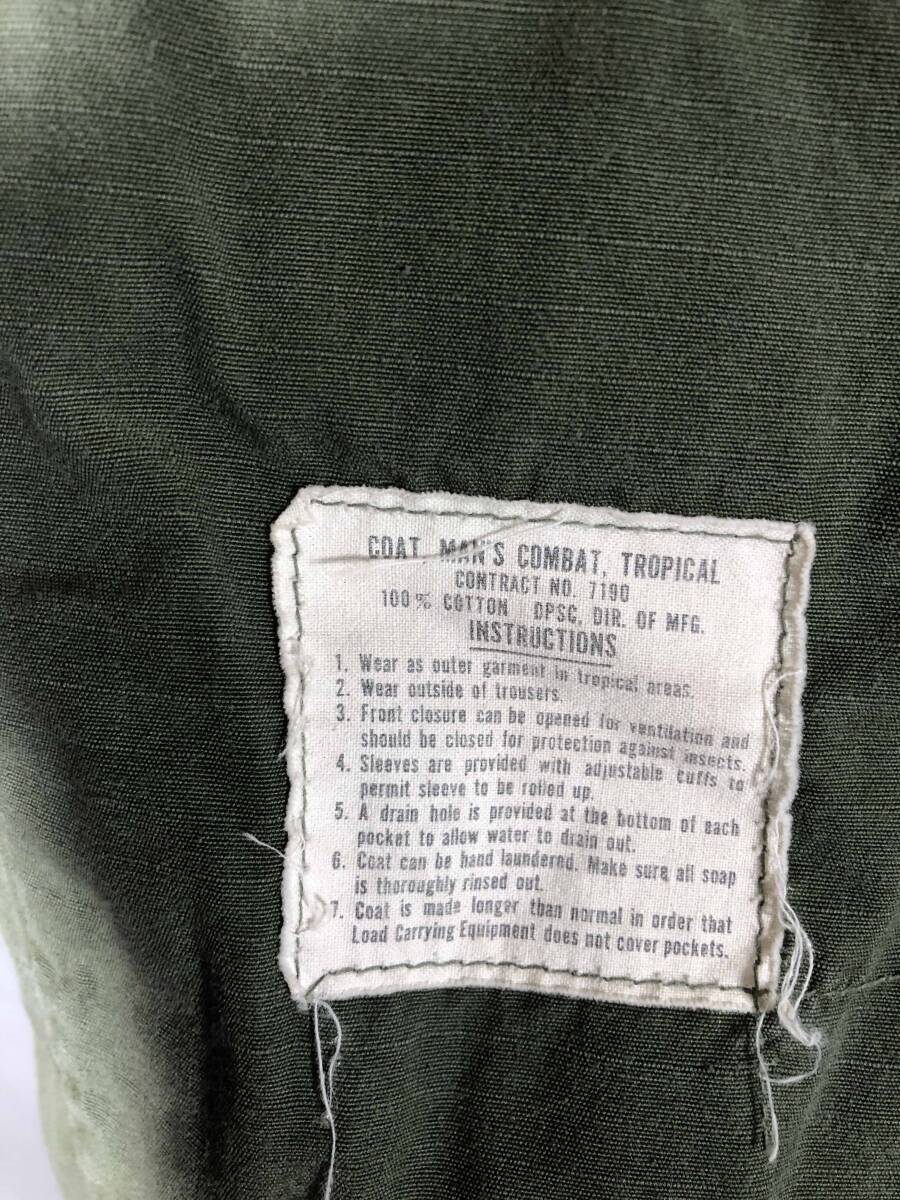 COAT, MAN'S COMBAT, TROPICAL
CONTRACT NO. 7190
100% COTTON DPSC, DIR. OF MFG.
INSTRUCTIONS
1. Wear as outer garment in tropical areas.
2. Wear outside of trousers.
3. Front closure can be opened for ventilation and
should be closed for protection against insects.
4. Sleeves are provided with adjustable cuffs to
permit sleeve to be rolled up.
5. A drain hole is provided at the bottom of each
pocket to allow water to drain out.
6. Coat can be hand laundernd. Make sure all soap
is thoroughly rinsed out.
7. Coat is made longer than normal in order that
Load Carrying Equipment does not cover pockets.